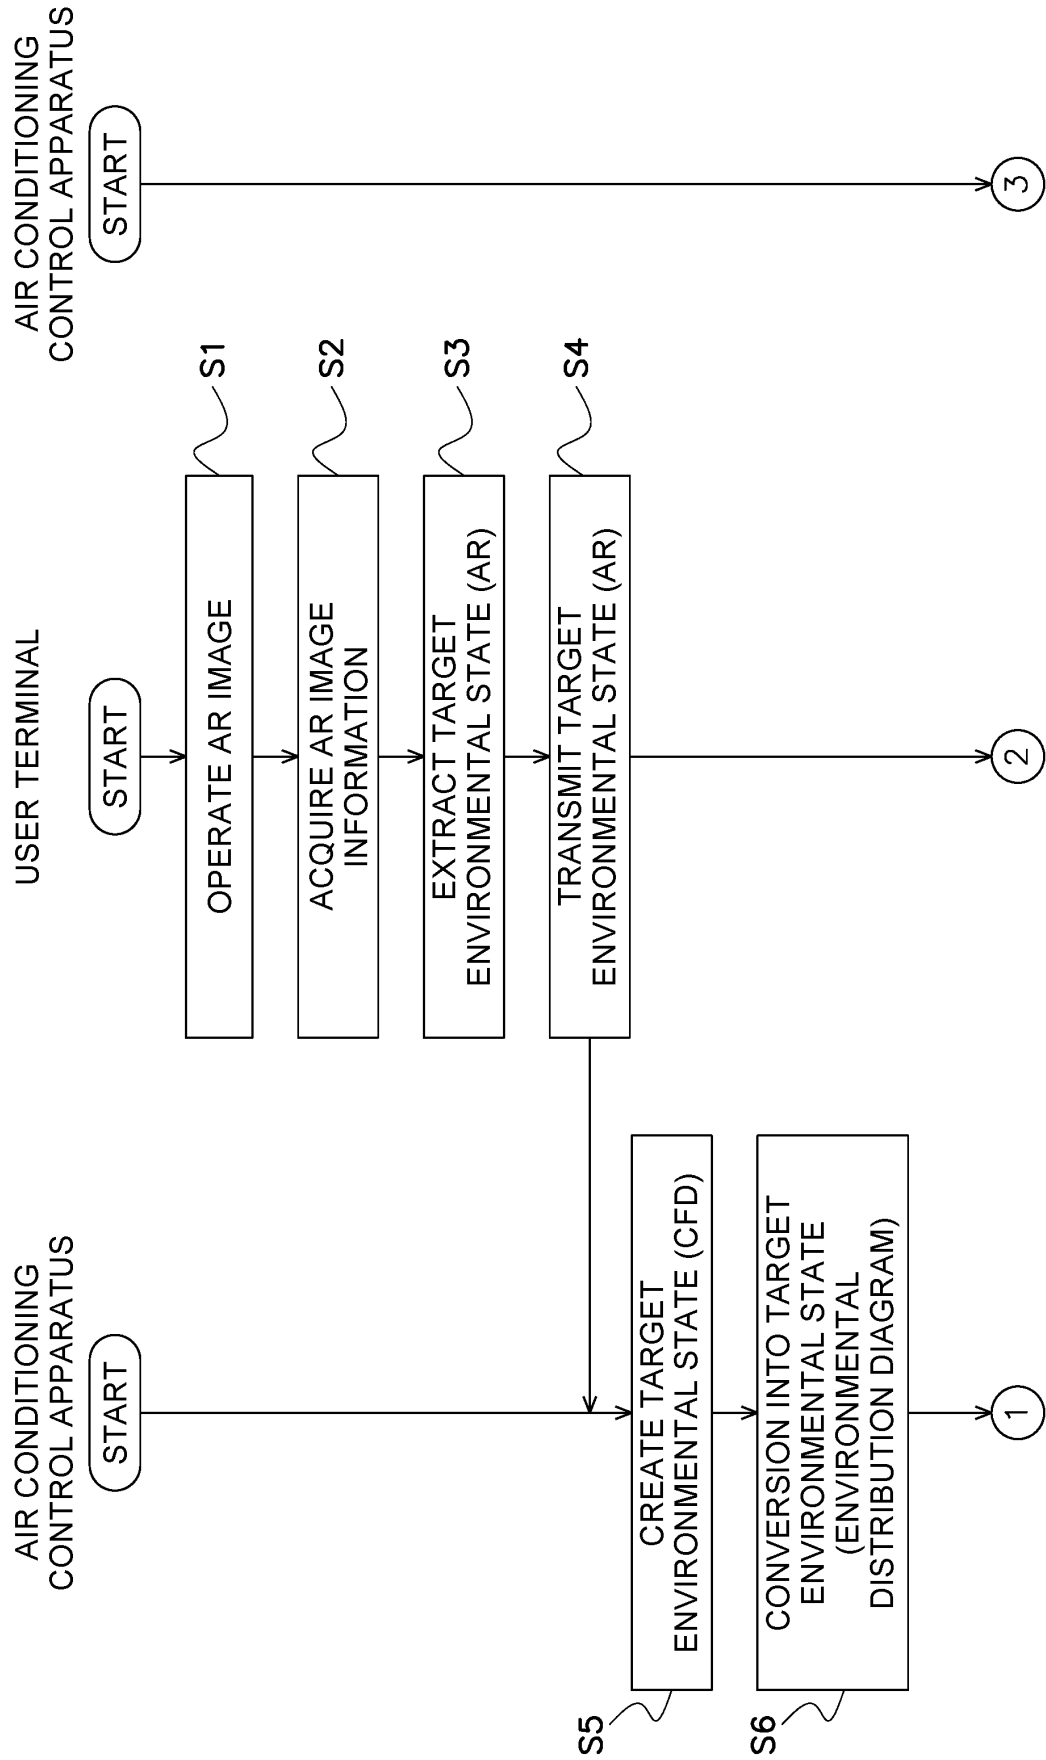 AIR CONDITIONING
CONTROL APPARATUS
START
S5
CREATE TARGET
ENVIRONMENTAL STATE (CFD)
S6
CONVERSION INTO TARGET
ENVIRONMENTAL STATE
(ENVIRONMENTAL
DISTRIBUTION DIAGRAM)
1
USER TERMINAL
START
OPERATE AR IMAGE
S1
ACQUIRE AR IMAGE
INFORMATION
S2
EXTRACT TARGET
ENVIRONMENTAL STATE (AR)
S3
TRANSMIT TARGET
ENVIRONMENTAL STATE (AR)
S4
2
AIR CONDITIONING
CONTROL APPARATUS
START
3